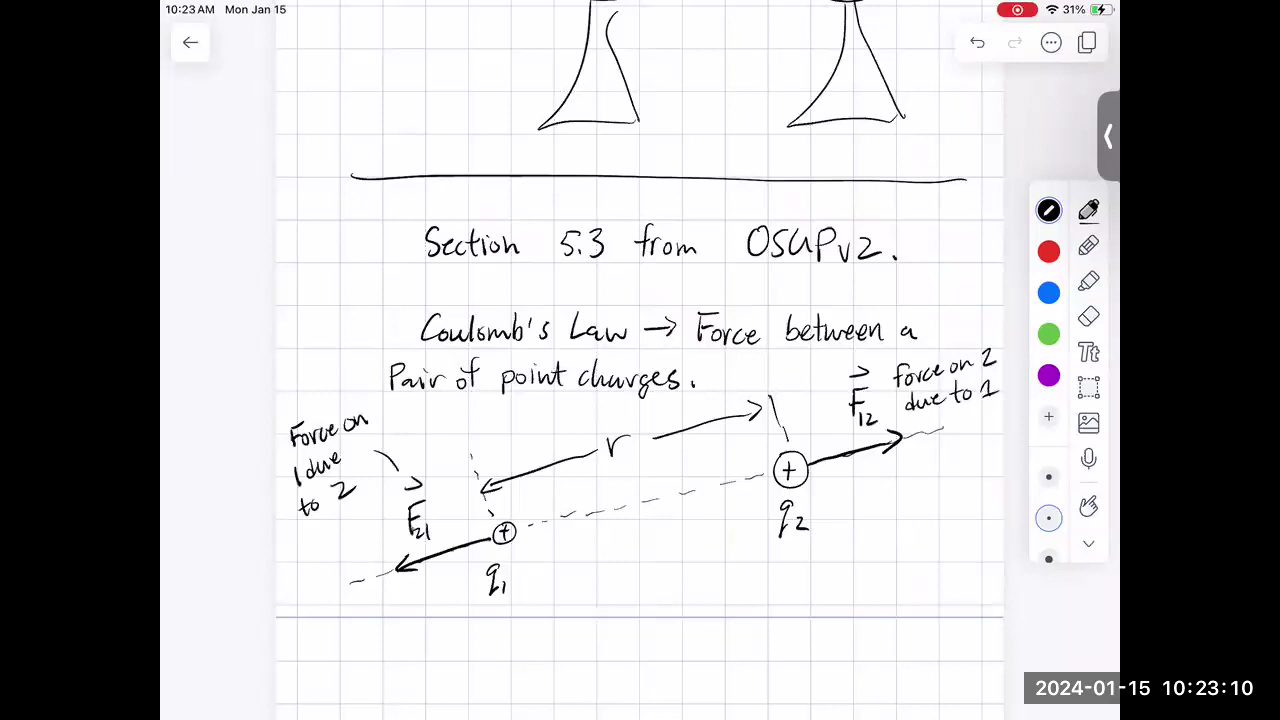 10:23AM Mon Jan 15
31%
Section 5.3 from OSUPv2.
Coulomb's Law → Force between a
Pair of point charges.
Force on
1 due
to 2
F21
q1
r
q2
F12
force on 2
due to 1
Tt
2024-01-15 10:23:10